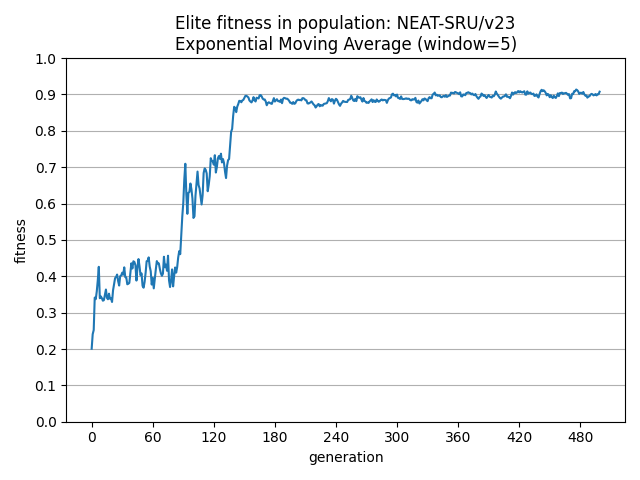 Elite fitness in population: NEAT-SRU/v23
Exponential Moving Average (window=5)
1.0
0.9
0.8
0.7
0.6
0.5
0.4
0.3
0.2
0.1
0.0
fitness
0 60 120 180 240 300 360 420 480
generation